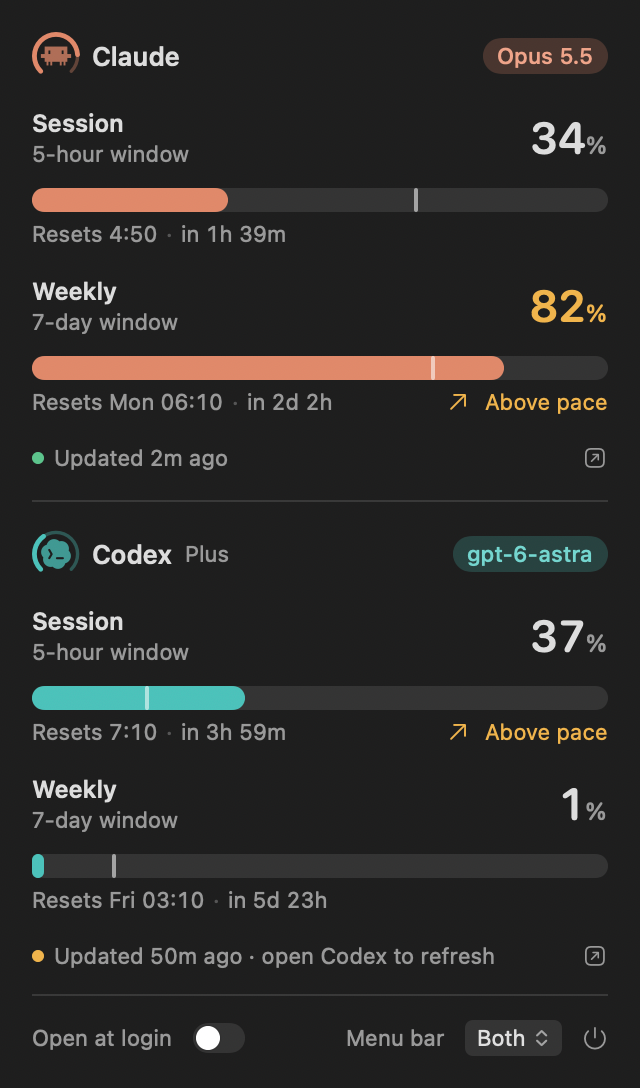 Claude
Opus 5.5
Session
5-hour window
34%
Resets 4:50 · in 1h 39m
Weekly
7-day window
82%
Resets Mon 06:10 · in 2d 2h
Above pace
Updated 2m ago
Codex Plus
gpt-6-astra
Session
5-hour window
37%
Resets 7:10 · in 3h 59m
Above pace
Weekly
7-day window
1%
Resets Fri 03:10 · in 5d 23h
Updated 50m ago · open Codex to refresh
Open at login
Menu bar
Both